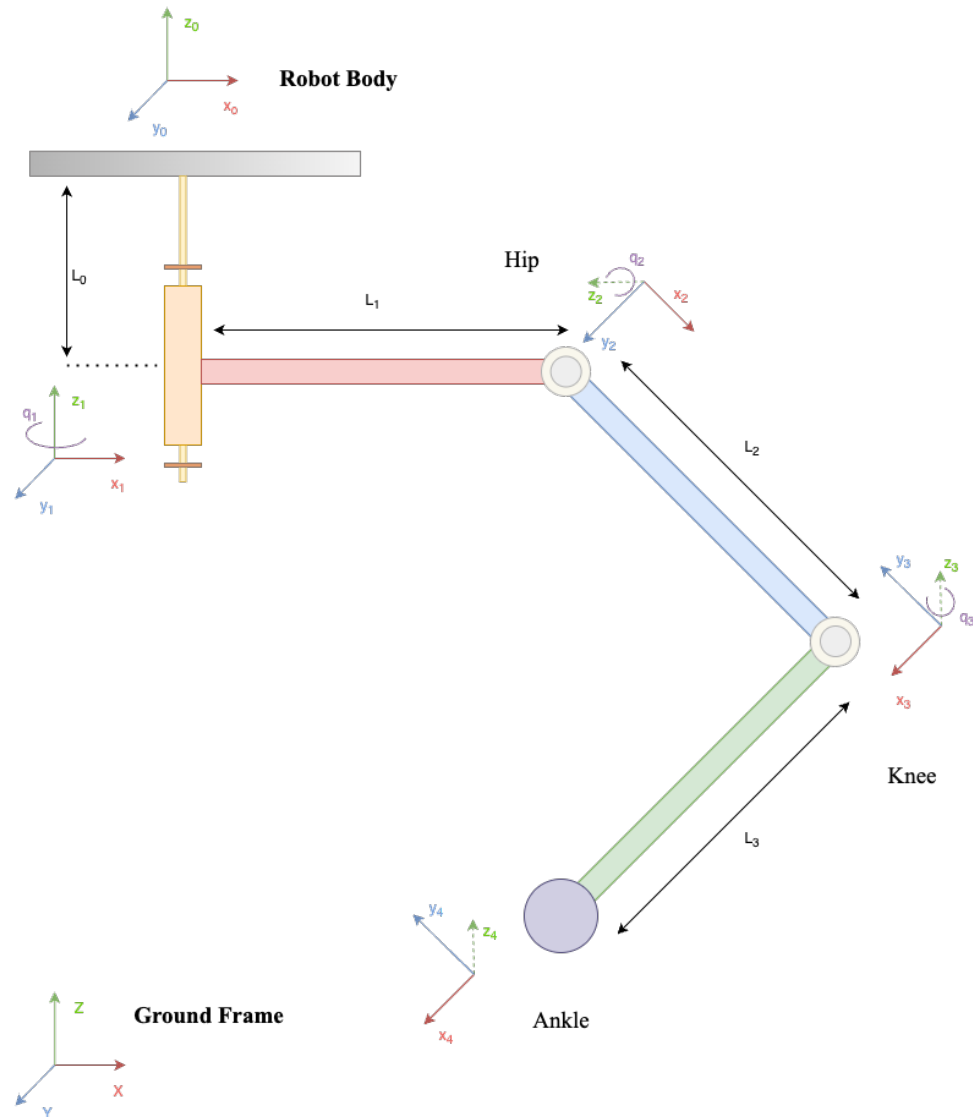 z₀
Robot Body
x₀
y₀
L₀
Hip
q₂
z₂
x₂
L₁
y₂
z₁
q₁
x₁
y₁
L₂
y₃
z₃
q₃
x₃
Knee
L₃
y₄
z₄
x₄
Ankle
Z
Ground Frame
X
Y